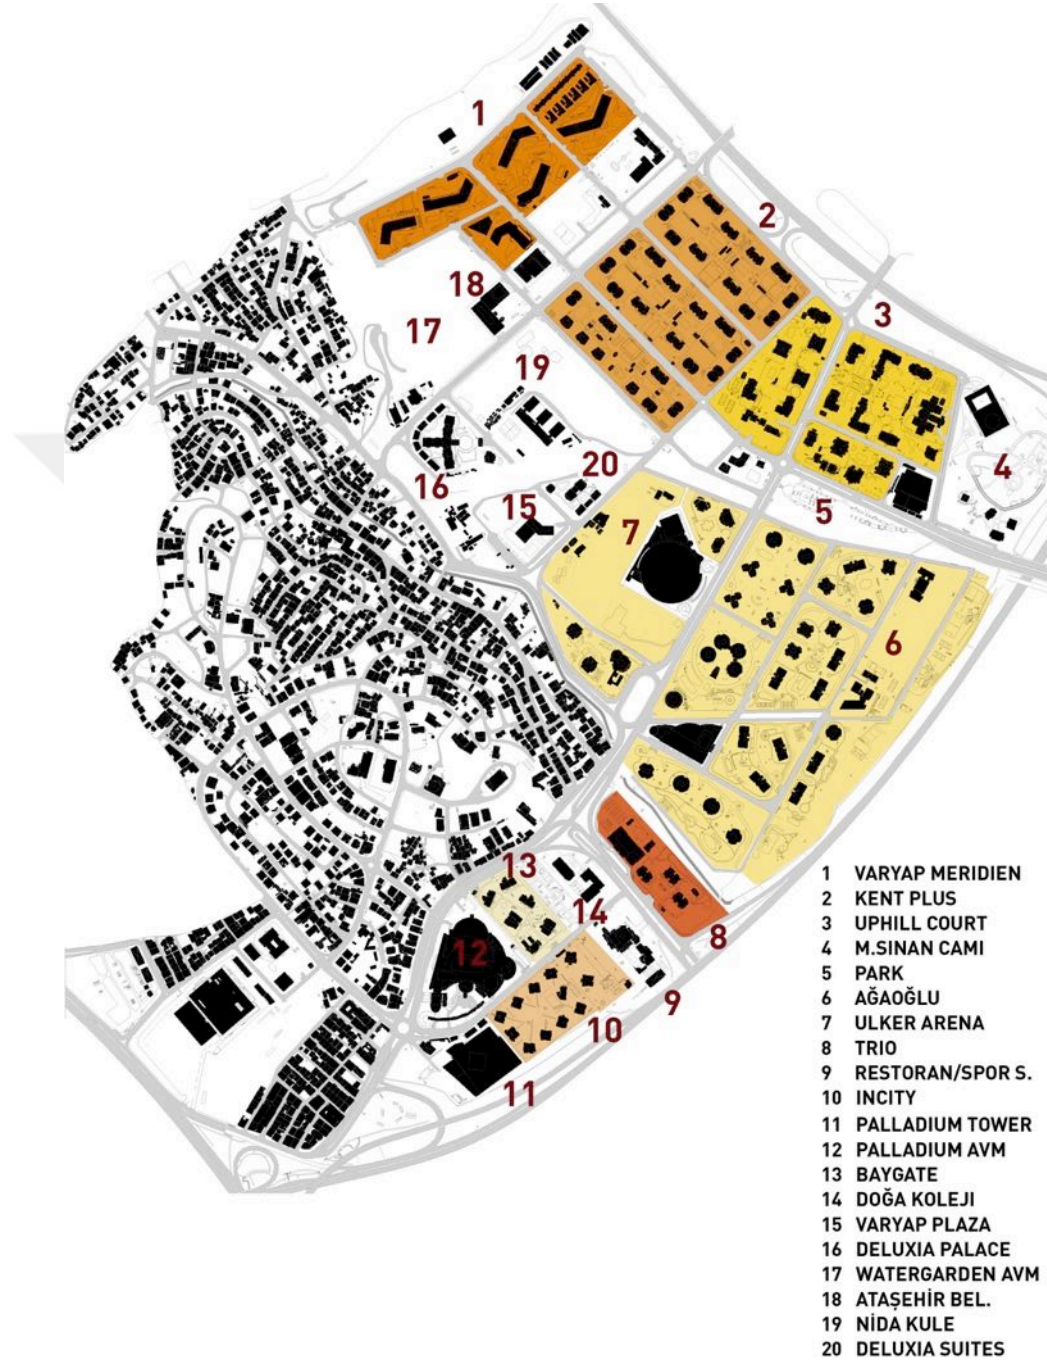 1
2
3
18
17
19
4
20
16
15
5
7
6
13
14
8
12
9
10
11
1 VARYAP MERIDIEN
2 KENT PLUS
3 UPHILL COURT
4 M.SINAN CAMI
5 PARK
6 AĞAOĞLU
7 ULKER ARENA
8 TRIO
9 RESTORAN/SPOR S.
10 INCITY
11 PALLADIUM TOWER
12 PALLADIUM AVM
13 BAYGATE
14 DOĞA KOLEJI
15 VARYAP PLAZA
16 DELUXIA PALACE
17 WATERGARDEN AVM
18 ATAŞEHİR BEL.
19 NİDA KULE
20 DELUXIA SUITES